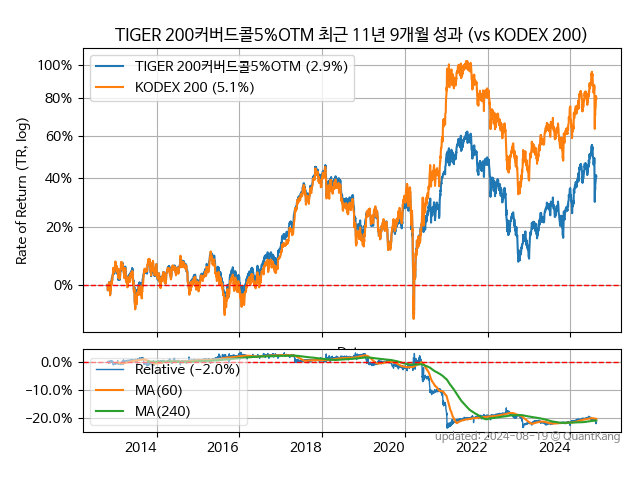 TIGER 200커버드콜5%OTM 최근 11년 9개월 성과 (vs KODEX 200)
Rate of Return (TR, log)
100%
80%
60%
40%
20%
0%
TIGER 200커버드콜5%OTM (2.9%)
KODEX 200 (5.1%)
0.0%
−10.0%
−20.0%
Relative (−2.0%)
MA(60)
MA(240)
updated: 2024-08-19 © QuantKang
2014
2016
2018
2020
2022
2024